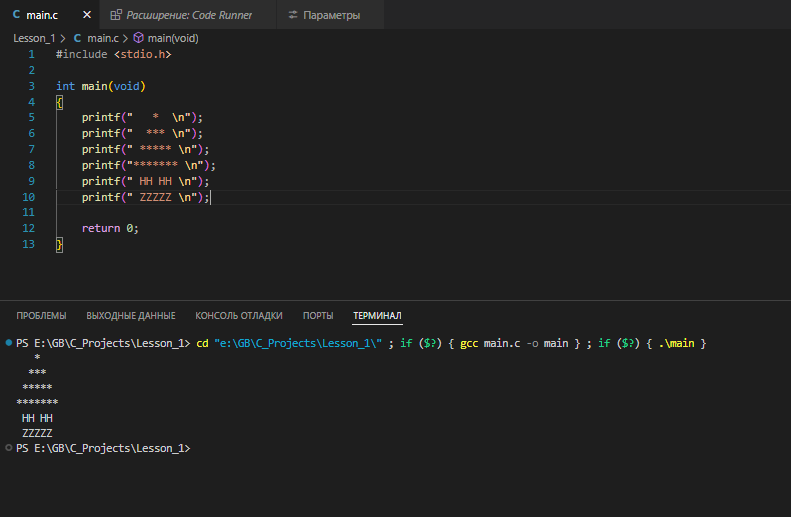 main.c × Расширение: Code Runner Параметры
Lesson_1 > C main.c > main(void)
1 #include <stdio.h>
2
3 int main(void)
4 {
5     printf("   *  \n");
6     printf("  *** \n");
7     printf(" ***** \n");
8     printf("******* \n");
9     printf(" HH HH \n");
10     printf(" ZZZZZ \n");
11
12     return 0;
13 }
ПРОБЛЕМЫ ВЫХОДНЫЕ ДАННЫЕ КОНСОЛЬ ОТЛАДКИ ПОРТЫ ТЕРМИНАЛ
PS E:\GB\C_Projects\Lesson_1> cd "e:\GB\C_Projects\Lesson_1\" ; if ($?) { gcc main.c -o main } ; if ($?) { .\main }
   *
  ***
 *****
*******
 HH HH
 ZZZZZ
PS E:\GB\C_Projects\Lesson_1>